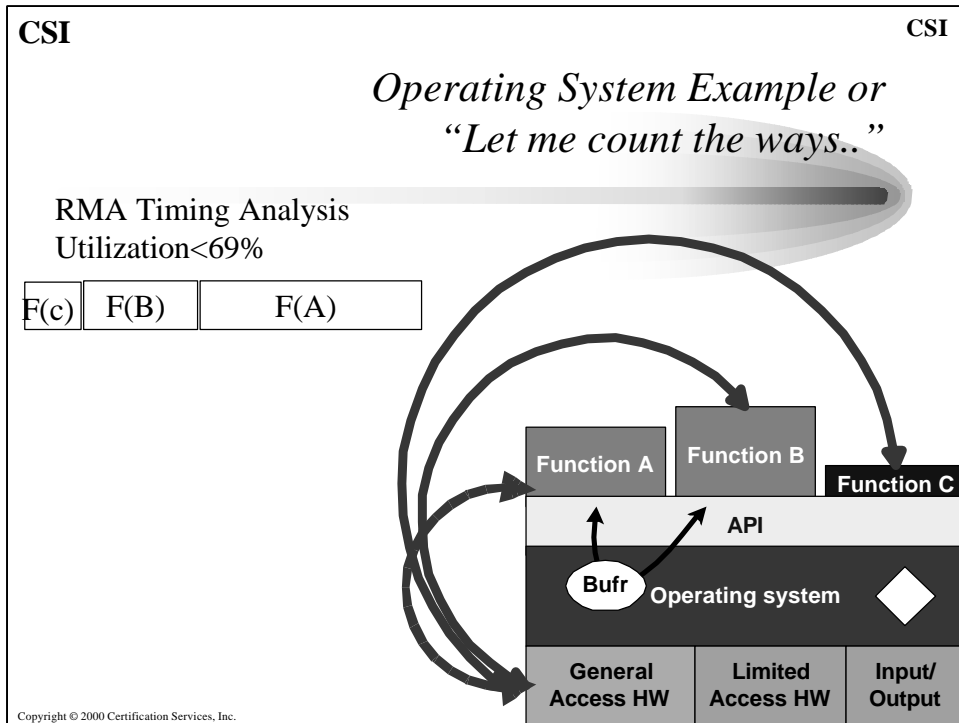 CSI
CSI
Operating System Example or
“Let me count the ways..”
RMA Timing Analysis
Utilization<69%
F(c)
F(B)
F(A)
Function A
Function B
Function C
API
Bufr
Operating system
General
Access HW
Limited
Access HW
Input/
Output
Copyright © 2000 Certification Services, Inc.